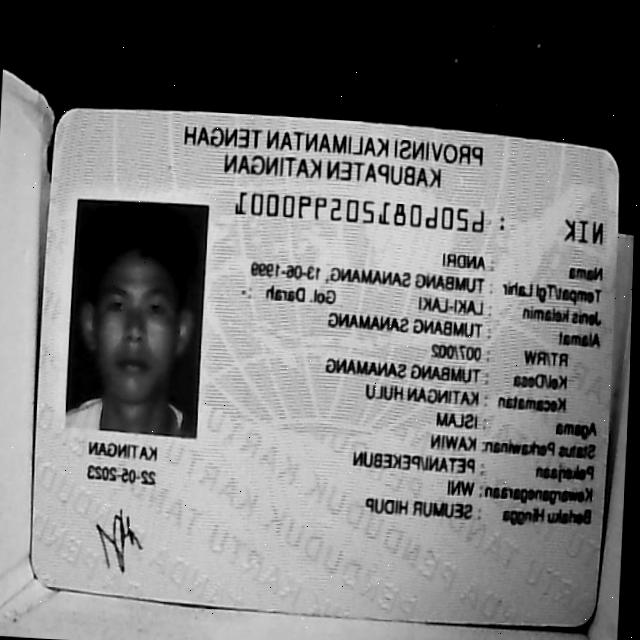 PROVINSI KALIMANTAN TENGAH
KABUPATEN KATINGAN
NIK : 6206081205990001
Nama : ANDRI
Tempat/Tgl Lahir : TUMBANG SANAMANG, 13-06-1999
Jenis kelamin : LAKI-LAKI Gol. Darah : -
Alamat : TUMBANG SANAMANG
RT/RW : 007/002
Kel/Desa : TUMBANG SANAMANG
Kecamatan : KATINGAN HULU
Agama : ISLAM
Status Perkawinan: KAWIN
Pekerjaan : PETANI/PEKEBUN
Kewarganegaraan: WNI
Berlaku Hingga : SEUMUR HIDUP
KATINGAN
22-05-2023